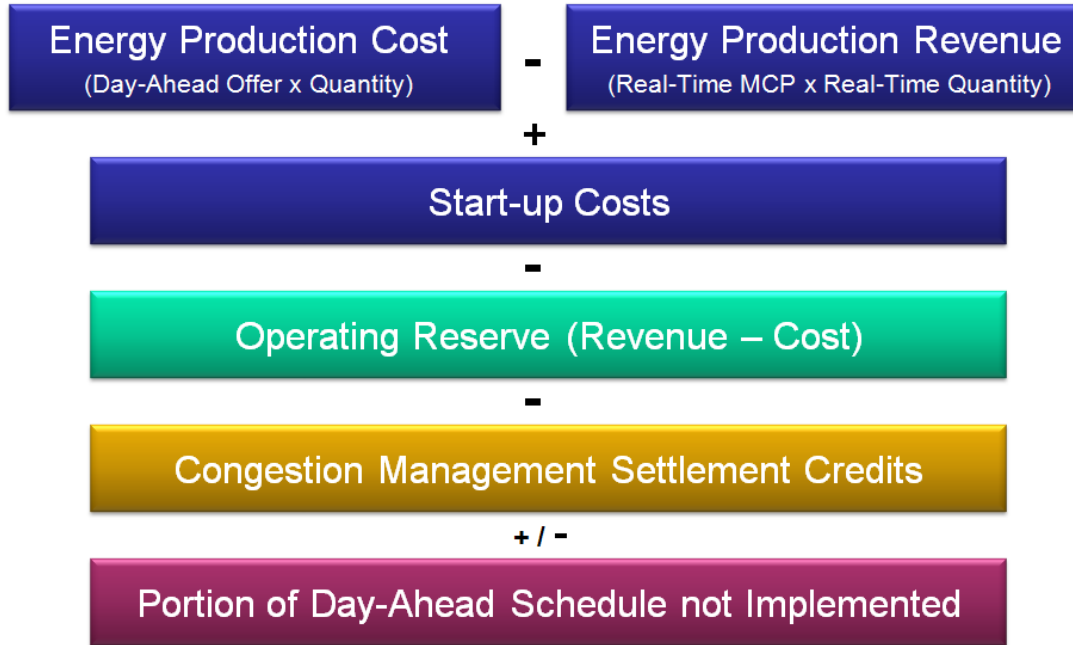 Energy Production Cost
(Day-Ahead Offer x Quantity)
-
Energy Production Revenue
(Real-Time MCP x Real-Time Quantity)
+
Start-up Costs
-
Operating Reserve (Revenue – Cost)
-
Congestion Management Settlement Credits
+ / -
Portion of Day-Ahead Schedule not Implemented